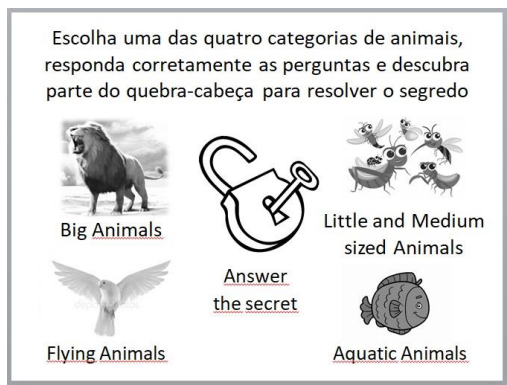 Escolha uma das quatro categorias de animais,
responda corretamente as perguntas e descubra
parte do quebra-cabeça para resolver o segredo
Big Animals
Little and Medium
sized Animals
Answer
the secret
Flying Animals
Aquatic Animals